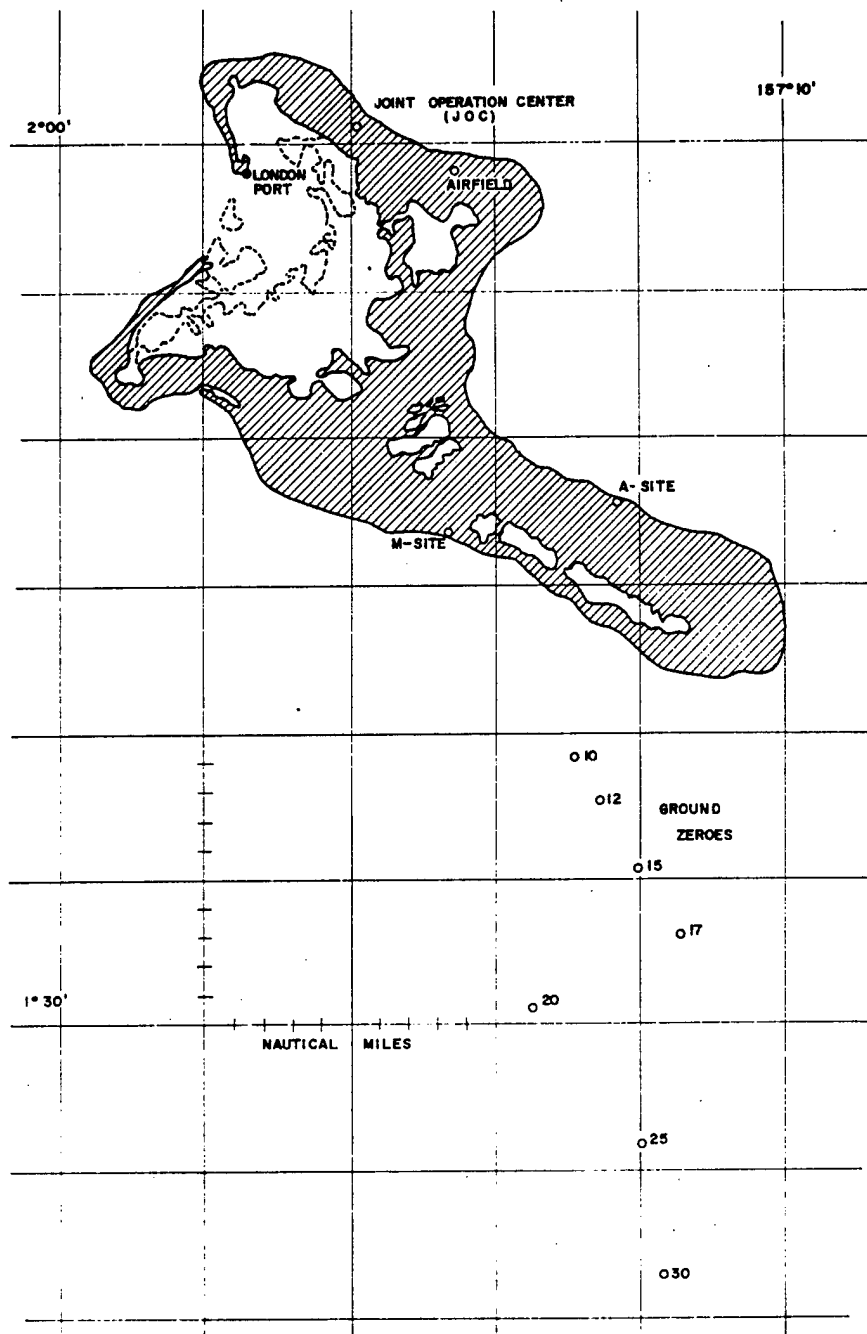 157°10'
JOINT OPERATION CENTER
(JOC)
2°00'
LONDON
PORT
AIRFIELD
A-SITE
M-SITE
10
12
GROUND
ZEROES
15
17
1°30'
20
NAUTICAL MILES
25
30